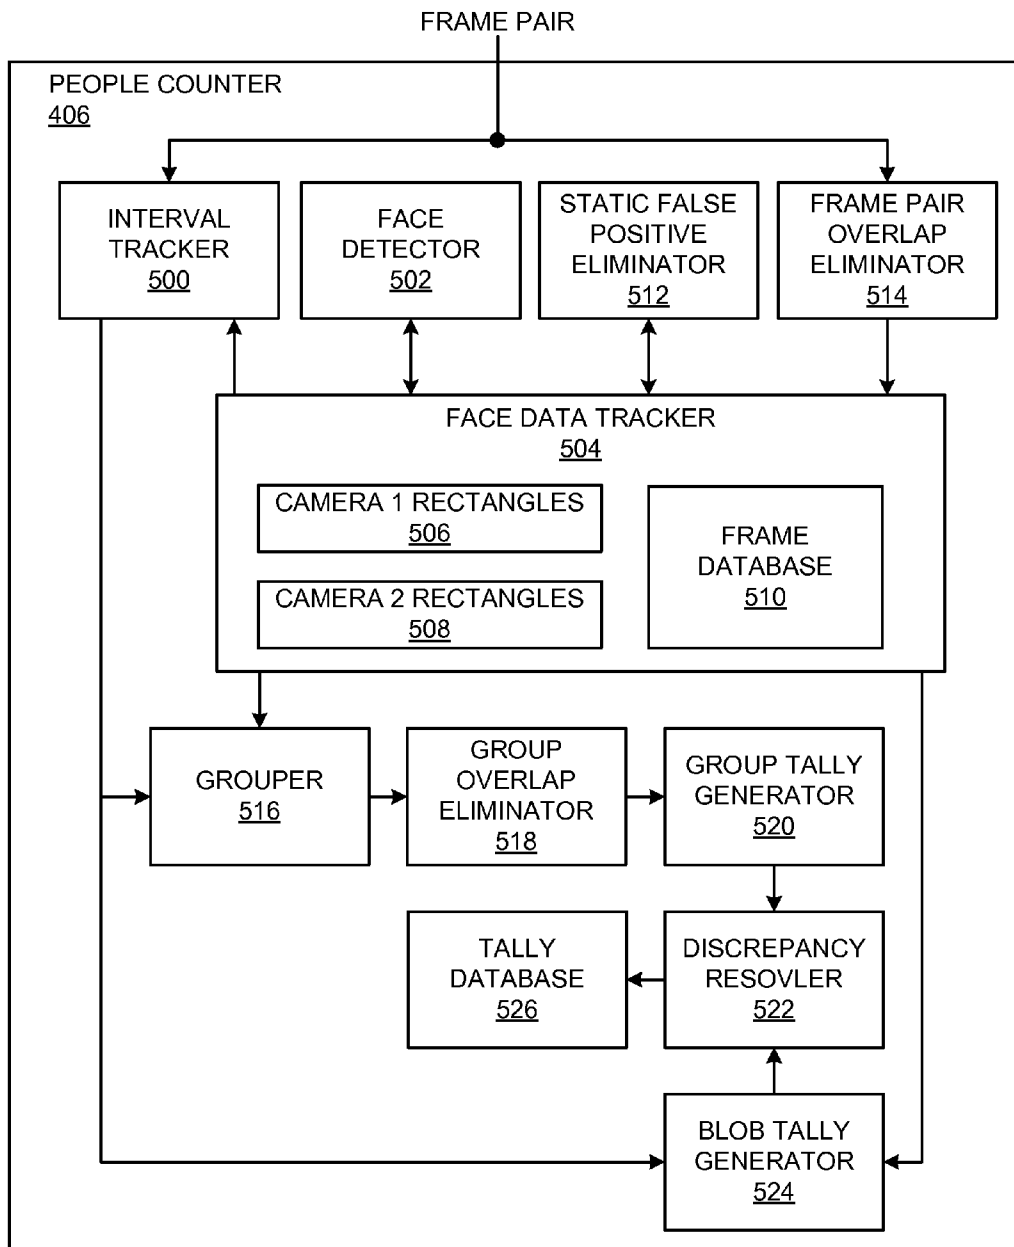 FRAME PAIR
PEOPLE COUNTER
406
INTERVAL
TRACKER
500
FACE
DETECTOR
502
STATIC FALSE
POSITIVE
ELIMINATOR
512
FRAME PAIR
OVERLAP
ELIMINATOR
514
FACE DATA TRACKER
504
CAMERA 1 RECTANGLES
506
CAMERA 2 RECTANGLES
508
FRAME
DATABASE
510
GROUPER
516
GROUP
OVERLAP
ELIMINATOR
518
GROUP TALLY
GENERATOR
520
TALLY
DATABASE
526
DISCREPANCY
RESOVLER
522
BLOB TALLY
GENERATOR
524